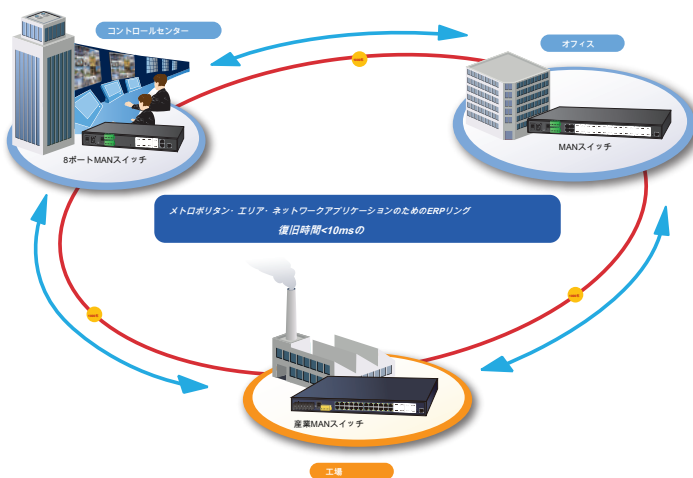 コントロールセンター
オフィス
8ポートMANスイッチ
MANスイッチ
メトロポリタン・エリア・ネットワークアプリケーションのためのERPリング
復旧時間<10msの
産業MANスイッチ
工場